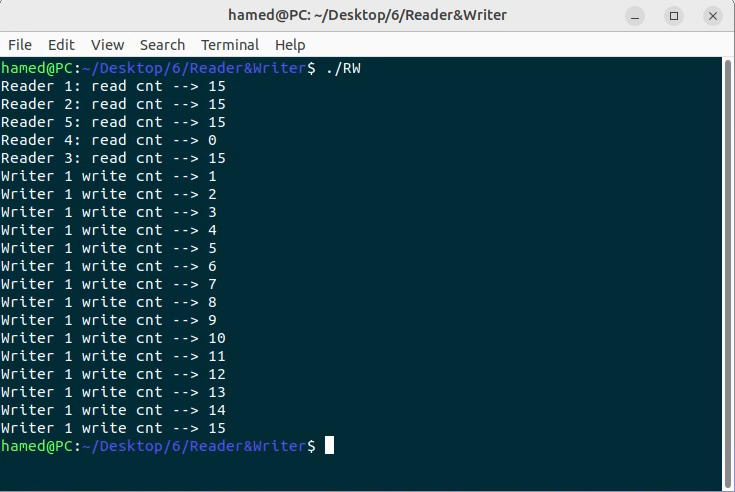 hamed@PC: ~/Desktop/6/Reader&Writer
File Edit View Search Terminal Help
hamed@PC:~/Desktop/6/Reader&Writer$ ./RW
Reader 1: read cnt --> 15
Reader 2: read cnt --> 15
Reader 5: read cnt --> 15
Reader 4: read cnt --> 0
Reader 3: read cnt --> 15
Writer 1 write cnt --> 1
Writer 1 write cnt --> 2
Writer 1 write cnt --> 3
Writer 1 write cnt --> 4
Writer 1 write cnt --> 5
Writer 1 write cnt --> 6
Writer 1 write cnt --> 7
Writer 1 write cnt --> 8
Writer 1 write cnt --> 9
Writer 1 write cnt --> 10
Writer 1 write cnt --> 11
Writer 1 write cnt --> 12
Writer 1 write cnt --> 13
Writer 1 write cnt --> 14
Writer 1 write cnt --> 15
hamed@PC:~/Desktop/6/Reader&Writer$